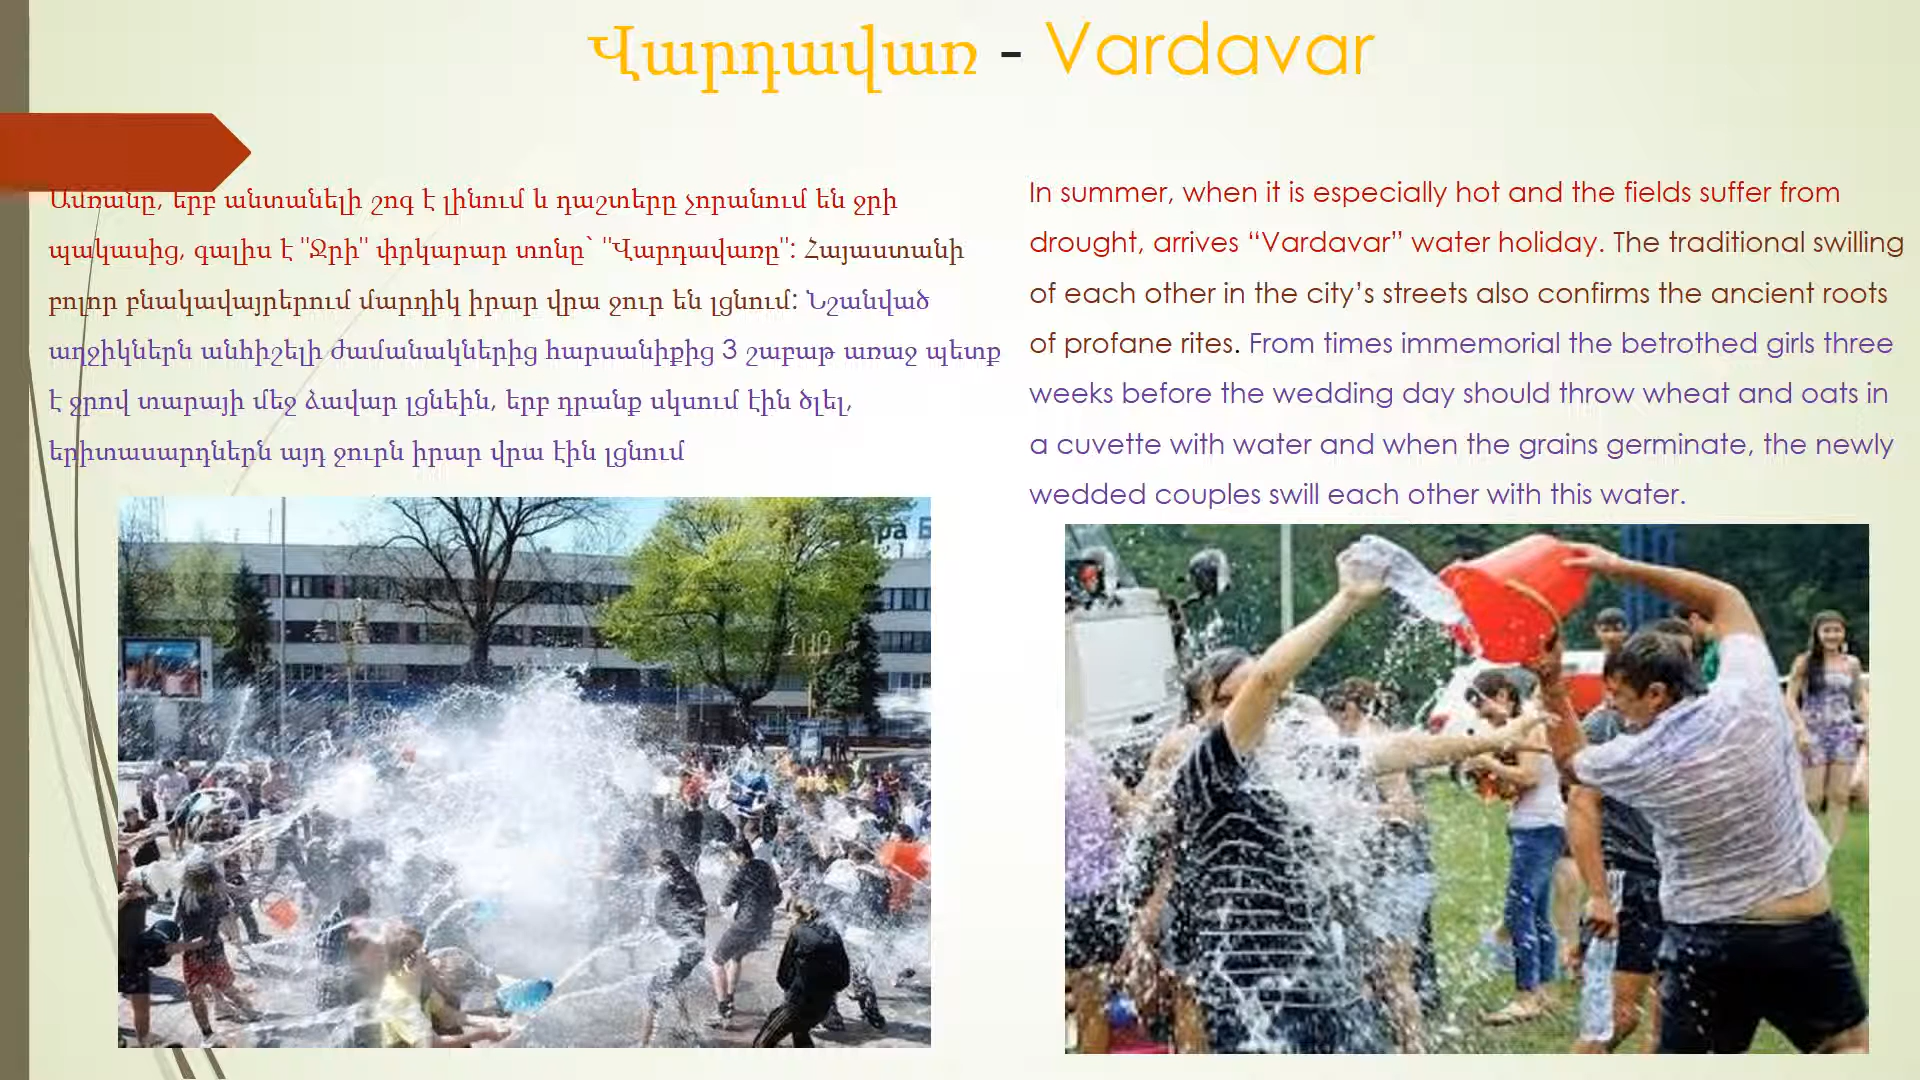 Վարդավառ - Vardavar
Ամռանը, երբ անտանելի շոգ է լինում և դաշտերը չորանում են ջրի
պակասից, գալիս է "Ջրի" փրկարար տոնը՝ "Վարդավառը": Հայաստանի
բոլոր բնակավայրերում մարդիկ իրար վրա ջուր են լցնում: Նշանված
աղջիկներն անհիշելի ժամանակներից հարսանիքից 3 շաբաթ առաջ պետք
է ջրով տարայի մեջ ձավար լցնեին, երբ դրանք սկսում էին ծլել,
երիտասարդներն այդ ջուրն իրար վրա էին լցնում
In summer, when it is especially hot and the fields suffer from
drought, arrives “Vardavar” water holiday. The traditional swilling
of each other in the city’s streets also confirms the ancient roots
of profane rites. From times immemorial the betrothed girls three
weeks before the wedding day should throw wheat and oats in
a cuvette with water and when the grains germinate, the newly
wedded couples swill each other with this water.